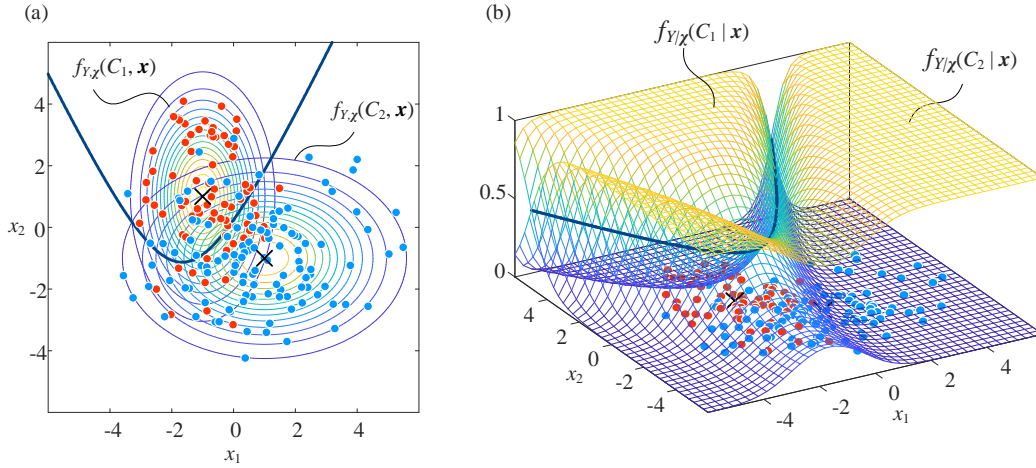 (a)
f_{Y,χ}(C_1, x)
f_{Y,χ}(C_2, x)
4
2
0
-2
-4
x_2
-4
-2
0
2
4
x_1
(b)
f_{Y/χ}(C_1 | x)
f_{Y/χ}(C_2 | x)
1
0.5
0
4
2
0
-2
-4
x_2
-4
-2
0
2
4
x_1